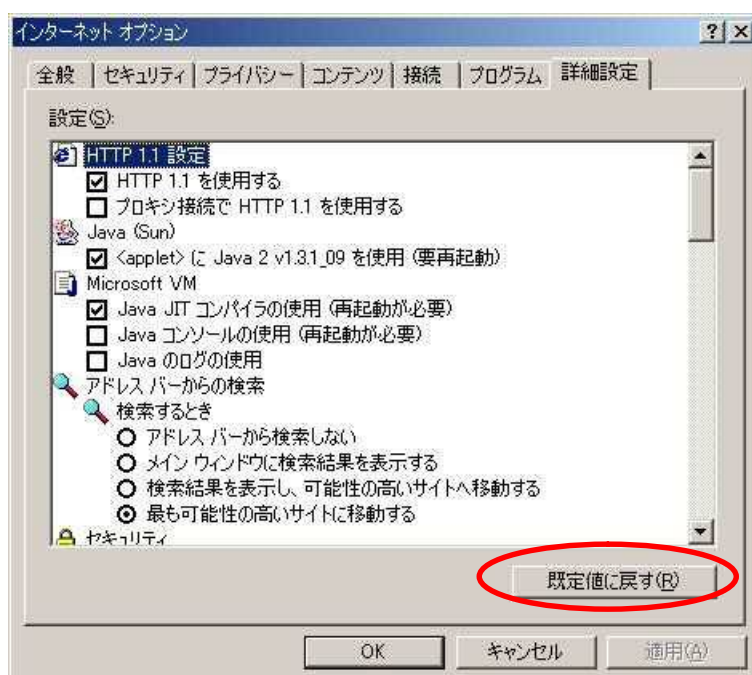 インターネット オプション
全般 セキュリティ プライバシー コンテンツ 接続 プログラム 詳細設定
設定(S):
HTTP 1.1 設定
HTTP 1.1 を使用する
プロキシ接続で HTTP 1.1 を使用する
Java (Sun)
<applet> に Java 2 v1.3.1_09 を使用 (要再起動)
Microsoft VM
Java JIT コンパイラの使用 (再起動が必要)
Java コンソールの使用 (再起動が必要)
Java のログの使用
アドレス バーからの検索
検索するとき
アドレス バーから検索しない
メイン ウィンドウに検索結果を表示する
検索結果を表示し、可能性の高いサイトへ移動する
最も可能性の高いサイトに移動する
セキュリティ
既定値に戻す(R)
OK キャンセル 適用(A)